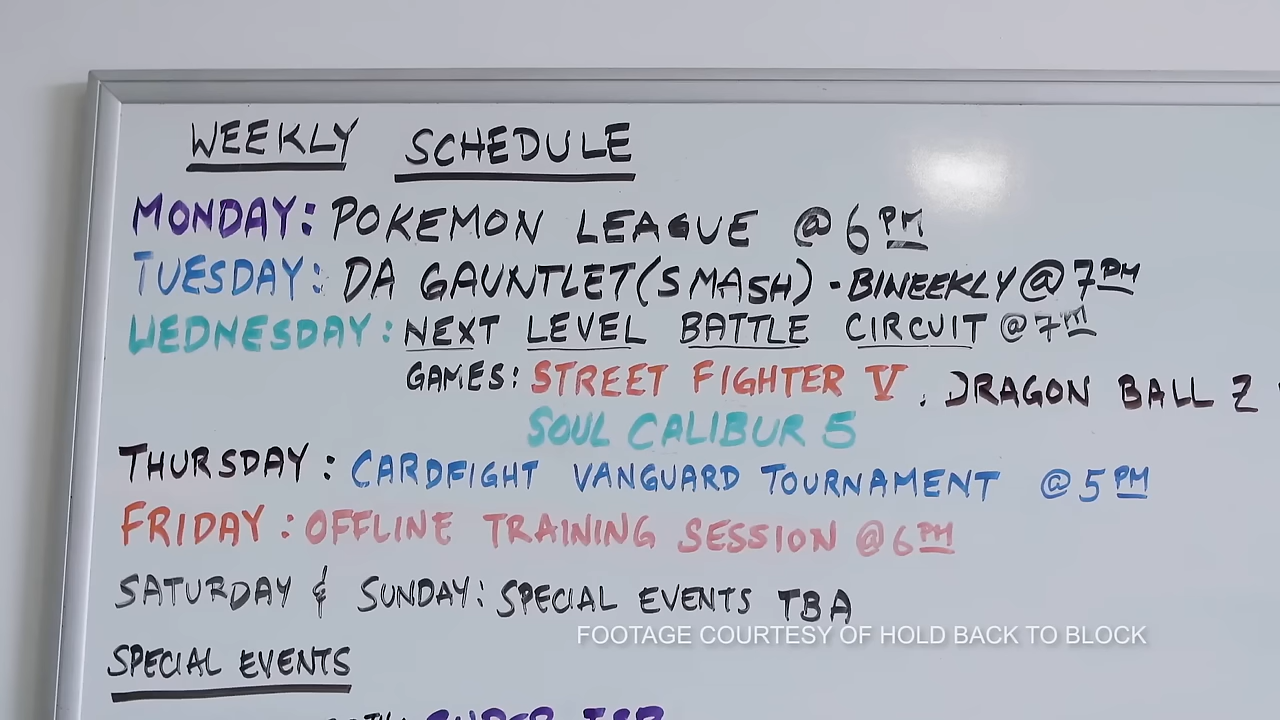 WEEKLY SCHEDULE
MONDAY: POKEMON LEAGUE @ 6PM
TUESDAY: DA GAUNTLET (SMASH) - BIWEEKLY @ 7PM
WEDNESDAY: NEXT LEVEL BATTLE CIRCUIT @ 7PM
GAMES: STREET FIGHTER V, DRAGON BALL Z
SOUL CALIBUR 5
THURSDAY: CARDFIGHT VANGUARD TOURNAMENT @ 5PM
FRIDAY: OFFLINE TRAINING SESSION @ 6PM
SATURDAY & SUNDAY: SPECIAL EVENTS TBA
FOOTAGE COURTESY OF HOLD BACK TO BLOCK
SPECIAL EVENTS